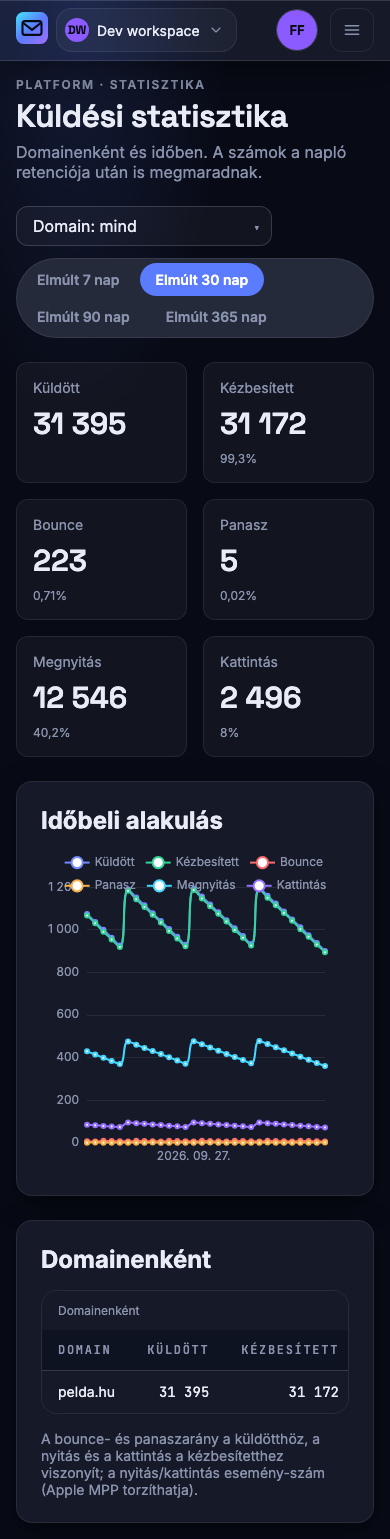 DW Dev workspace FF
PLATFORM · STATISZTIKA
Küldési statisztika
Domainenként és időben. A számok a napló
retenciója után is megmaradnak.
Domain: mind
Elmúlt 7 nap Elmúlt 30 nap
Elmúlt 90 nap Elmúlt 365 nap
Küldött Kézbesített
31 395 31 172
99,3%
Bounce Panasz
223 5
0,71% 0,02%
Megnyitás Kattintás
12 546 2 496
40,2% 8%
Időbeli alakulás
Küldött Kézbesített Bounce
Panasz Megnyitás Kattintás
1 200
1 000
800
600
400
200
0
2026. 09. 27.
Domainenként
Domainenként
DOMAIN KÜLDÖTT KÉZBESÍTETT
pelda.hu 31 395 31 172
A bounce- és panaszarány a küldötthöz, a
nyitás és a kattintás a kézbesítetthez
viszonyít; a nyitás/kattintás esemény-szám
(Apple MPP torzíthatja).